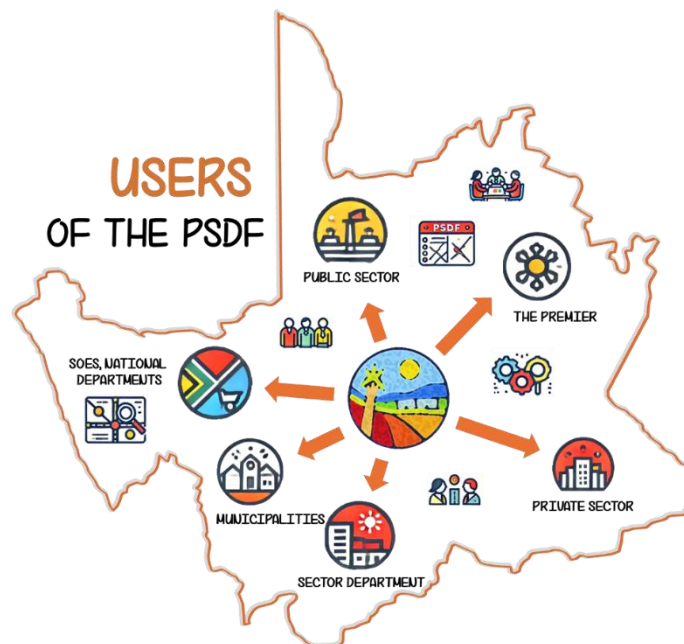 USERS
OF THE PSDF
PSDF
PUBLIC SECTOR
THE PREMIER
SOES, NATIONAL
DEPARTMENTS
MUNICIPALITIES
PRIVATE SECTOR
SECTOR DEPARTMENT